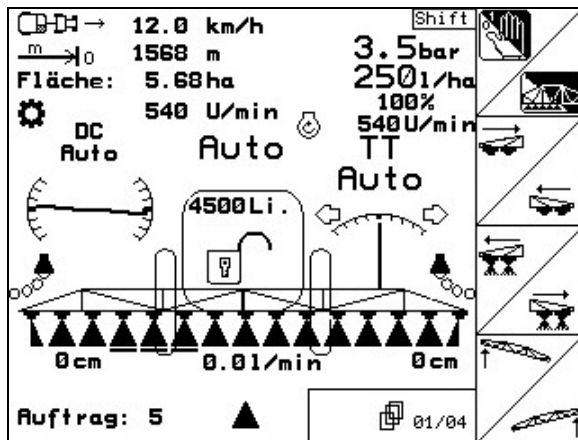 12.0 km/h
Shift
m
0
1568 m
3.5bar
Fläche: 5.68ha
250l/ha
100%
540 U/min
540U/min
DC
Auto
Auto
TT
Auto
4500Li.
0cm
0.0l/min
0cm
Auftrag: 5
01/04